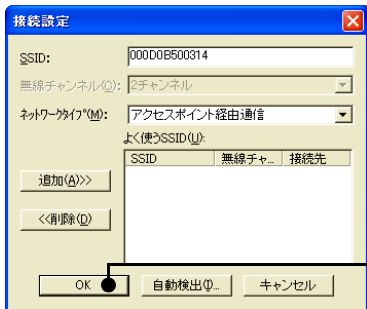 接続設定
SSID: 000D0B500314
無線チャンネル(C): 2チャンネル
ネットワークタイプ(M): アクセスポイント経由通信
よく使うSSID(U):
SSID 無線チャ... 接続先
追加(A)>>
<<削除(D)
OK 自動検出(I)... キャンセル